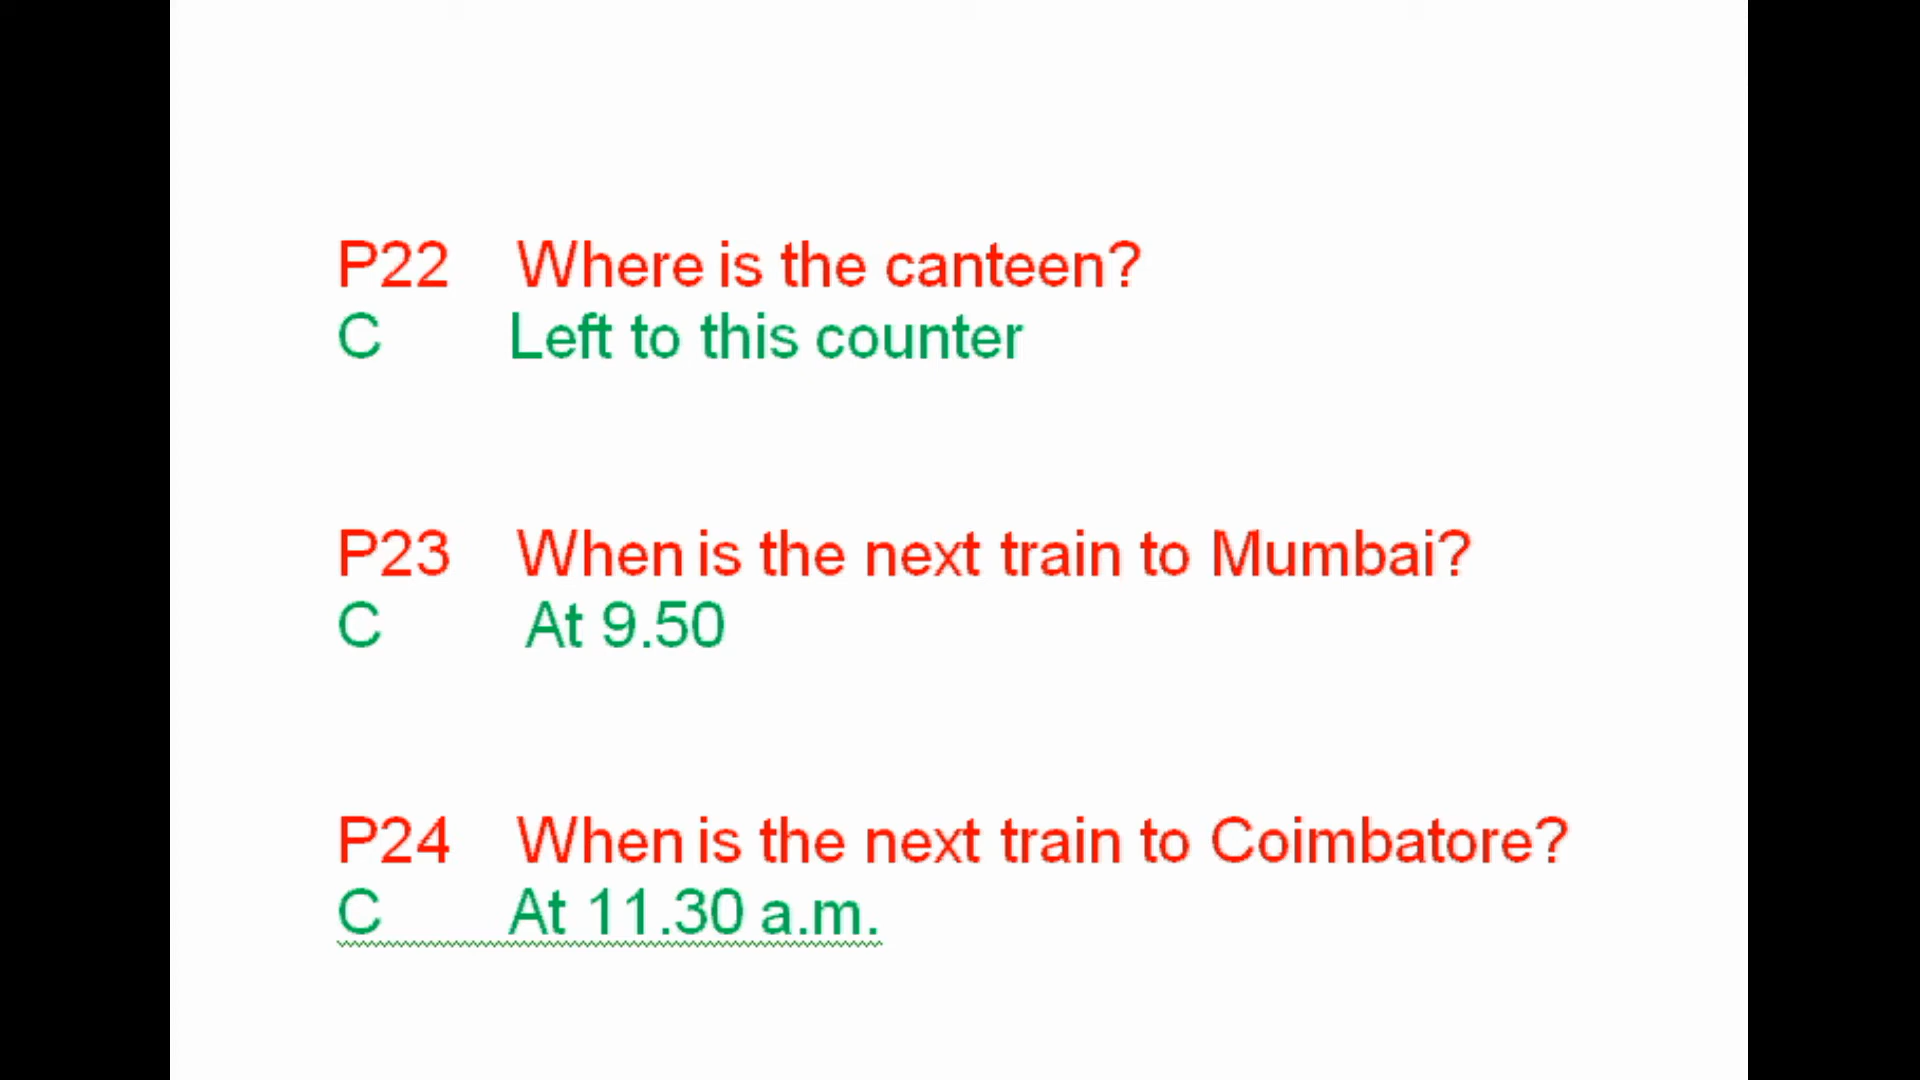 P22 Where is the canteen?
C Left to this counter
P23 When is the next train to Mumbai?
C At 9.50
P24 When is the next train to Coimbatore?
C At 11.30 a.m.